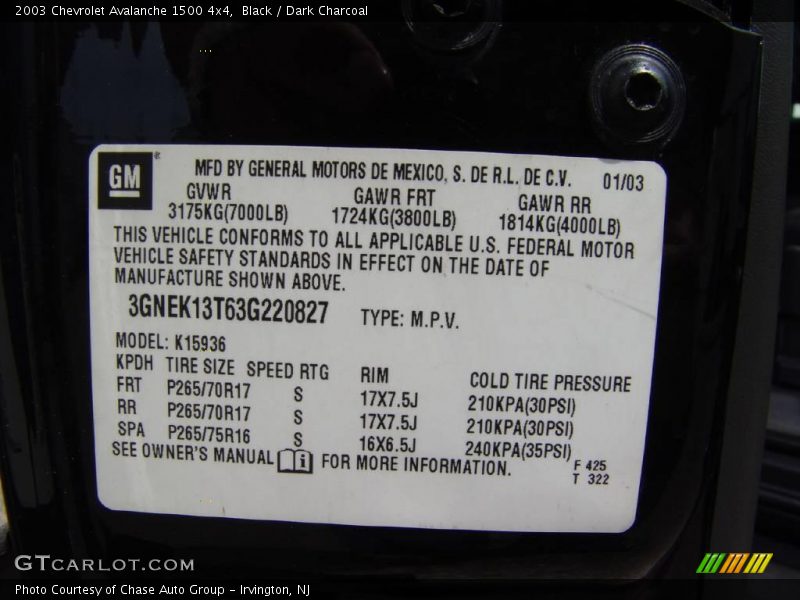 2003 Chevrolet Avalanche 1500 4x4, Black / Dark Charcoal
GM®
MFD BY GENERAL MOTORS DE MEXICO, S. DE R.L. DE C.V. 01/03
GVWR GAWR FRT GAWR RR
3175KG(7000LB) 1724KG(3800LB) 1814KG(4000LB)
THIS VEHICLE CONFORMS TO ALL APPLICABLE U.S. FEDERAL MOTOR
VEHICLE SAFETY STANDARDS IN EFFECT ON THE DATE OF
MANUFACTURE SHOWN ABOVE.
3GNEK13T63G220827 TYPE: M.P.V.
MODEL: K15936
KPDH TIRE SIZE SPEED RTG RIM COLD TIRE PRESSURE
FRT P265/70R17 S 17X7.5J 210KPA(30PSI)
RR P265/70R17 S 17X7.5J 210KPA(30PSI)
SPA P265/75R16 S 16X6.5J 240KPA(35PSI)
SEE OWNER'S MANUAL i FOR MORE INFORMATION.
F 425
T 322
GTCARLOT.COM
Photo Courtesy of Chase Auto Group - Irvington, NJ